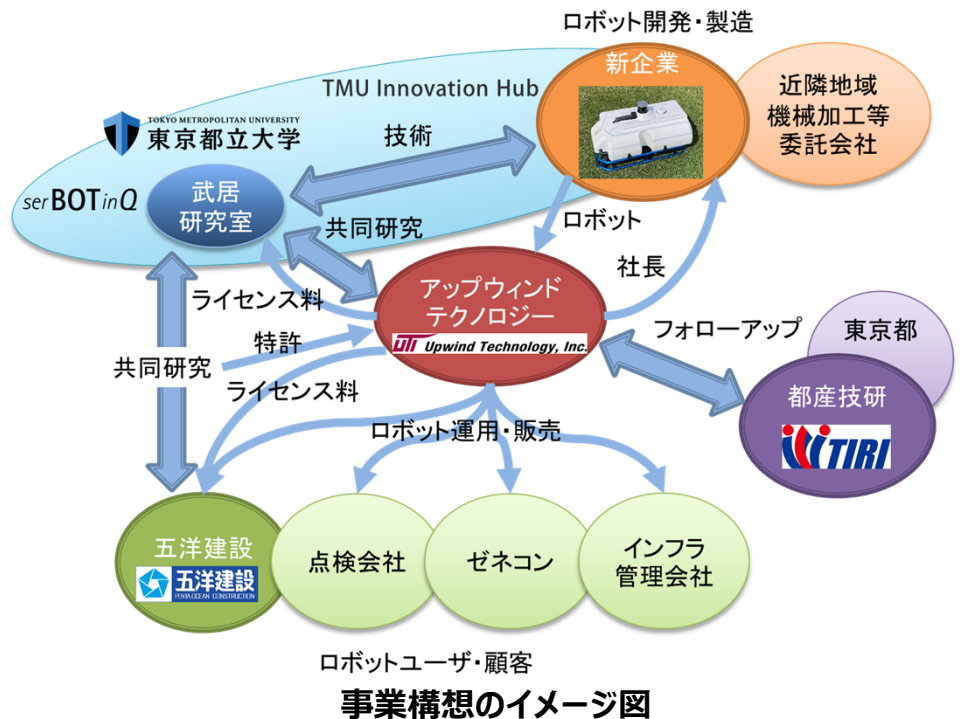 ロボット開発・製造
新企業
TMU Innovation Hub
近隣地域
機械加工等
委託会社
TOKYO METROPOLITAN UNIVERSITY
東京都立大学
技術
serBOTinQ
武居
研究室
共同研究
ロボット
社長
アップウィンド
テクノロジー
UT Upwind Technology, Inc.
ライセンス料
特許
共同研究
ライセンス料
フォローアップ
東京都
都産技研
TIRI
ロボット運用・販売
五洋建設
五洋建設
PENTA-OCEAN CONSTRUCTION
点検会社
ゼネコン
インフラ
管理会社
ロボットユーザ・顧客
事業構想のイメージ図